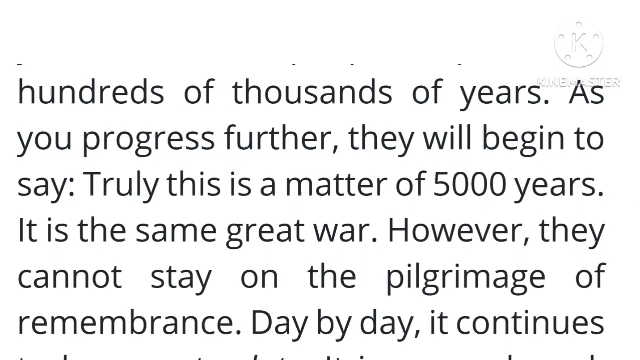 KINEMASTER
hundreds of thousands of years. As
you progress further, they will begin to
say: Truly this is a matter of 5000 years.
It is the same great war. However, they
cannot stay on the pilgrimage of
remembrance. Day by day, it continues